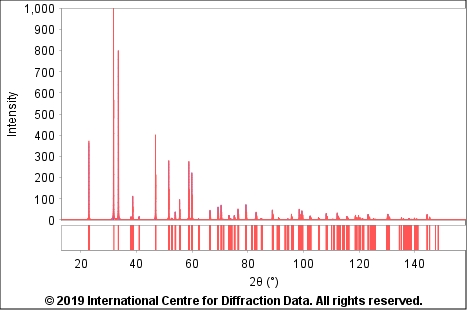 1,000
900
800
700
600
500
400
300
200
100
0
Intensity
20 40 60 80 100 120 140
2θ (°)
© 2019 International Centre for Diffraction Data. All rights reserved.